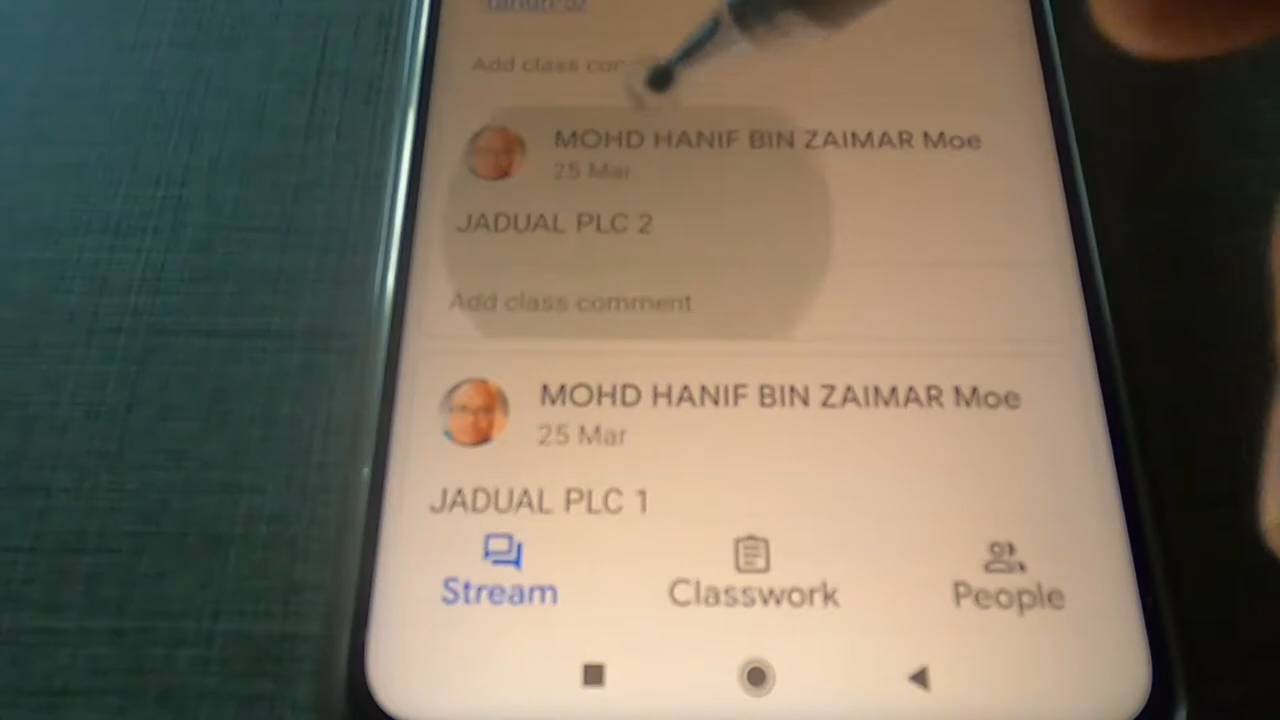 Add class
MOHD HANIF BIN ZAIMAR Moe
25 Mar
JADUAL PLC 2
Add class comment
MOHD HANIF BIN ZAIMAR Moe
25 Mar
JADUAL PLC 1
Stream
Classwork
People